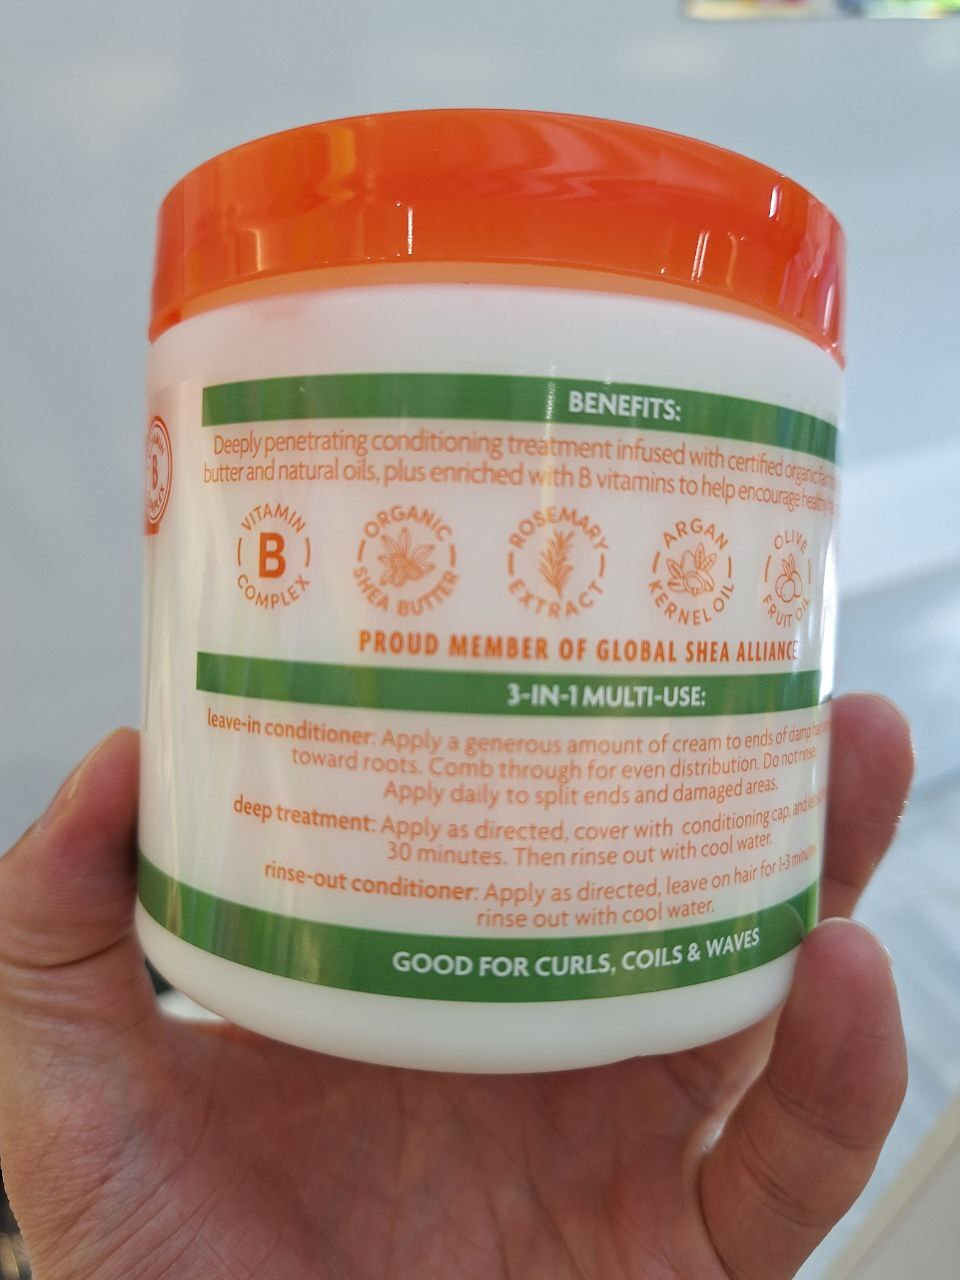 BENEFITS:
Deeply penetrating conditioning treatment infused with certified organic
butter and natural oils, plus enriched with B vitamins to help encourage healthy
VITAMIN B COMPLEX
ORGANIC SHEA BUTTER
ROSEMARY EXTRACT
ARGAN KERNEL OIL
OLIVE FRUIT OIL
PROUD MEMBER OF GLOBAL SHEA ALLIANCE
3-IN-1 MULTI-USE:
leave-in conditioner: Apply a generous amount of cream to ends of damp
toward roots. Comb through for even distribution. Do not rinse.
Apply daily to split ends and damaged areas.
deep treatment: Apply as directed, cover with conditioning cap, and
30 minutes. Then rinse out with cool water.
rinse-out conditioner: Apply as directed, leave on hair for 1-3 minutes
rinse out with cool water.
GOOD FOR CURLS, COILS & WAVES